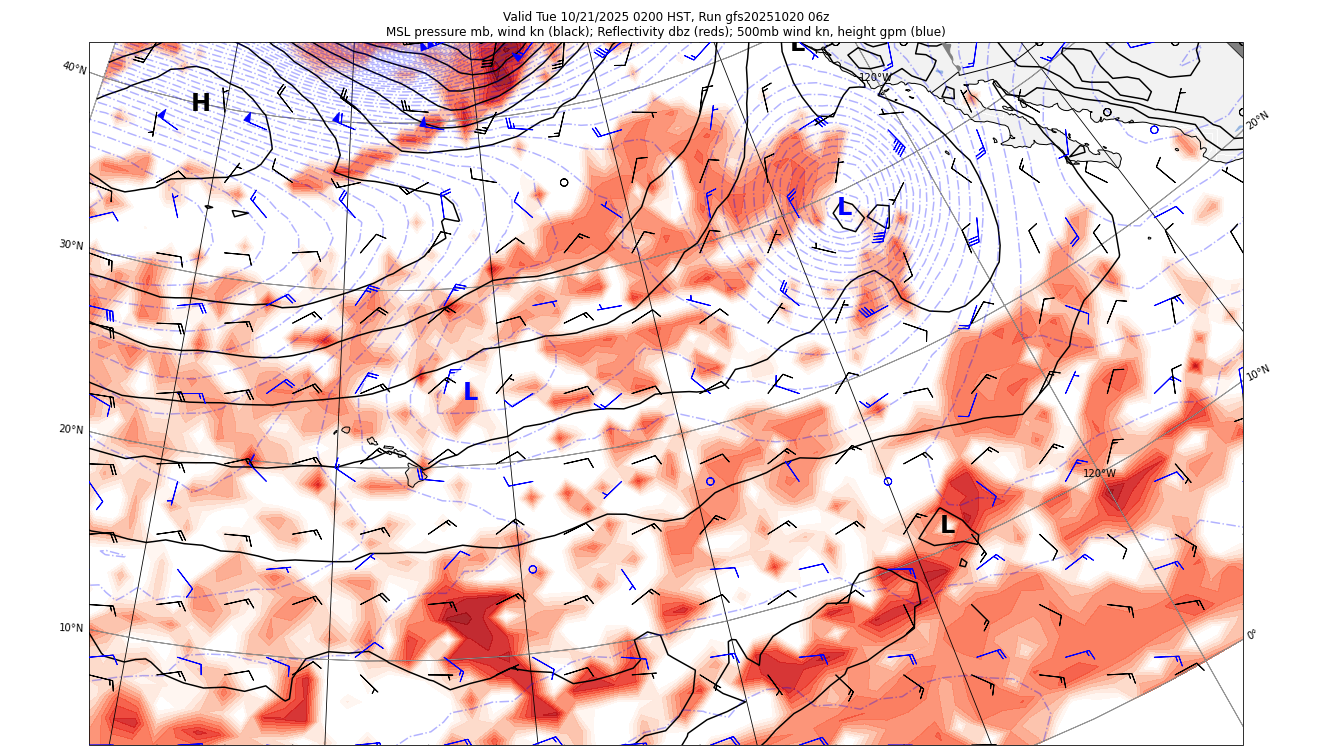 Valid Tue 10/21/2025 0200 HST, Run gfs20251020 06z
MSL pressure mb, wind kn (black); Reflectivity dbz (reds); 500mb wind kn, height gpm (blue)
L
40°N
120°W
H
20°N
L
30°N
10°N
L
20°N
120°W
L
10°N
0°